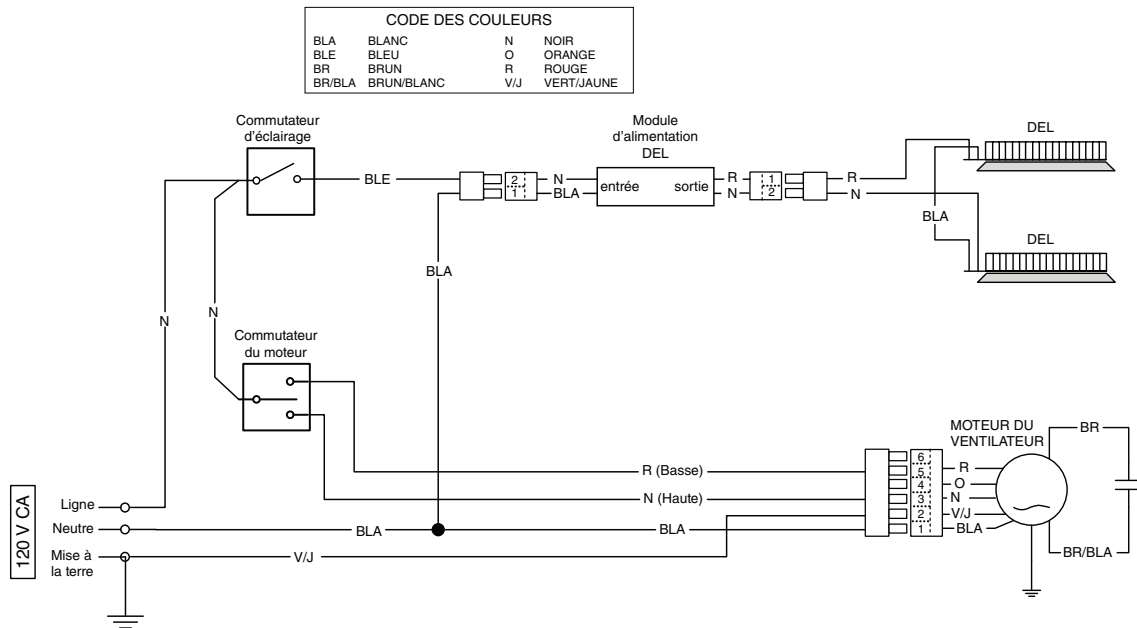 CODE DES COULEURS
BLA BLANC N NOIR
BLE BLEU O ORANGE
BR BRUN R ROUGE
BR/BLA BRUN/BLANC V/J VERT/JAUNE
Commutateur
d'éclairage
Module
d'alimentation
DEL
DEL
BLE
2
1
N
BLA
entrée
sortie
R
N
1
2
R
N
BLA
DEL
BLA
N
N
Commutateur
du moteur
MOTEUR DU
VENTILATEUR
BR
R (Basse)
N (Haute)
6
5
4
3
2
1
R
O
N
V/J
BLA
BR/BLA
120 V CA
Ligne
Neutre
BLA
BLA
Mise à
la terre
V/J